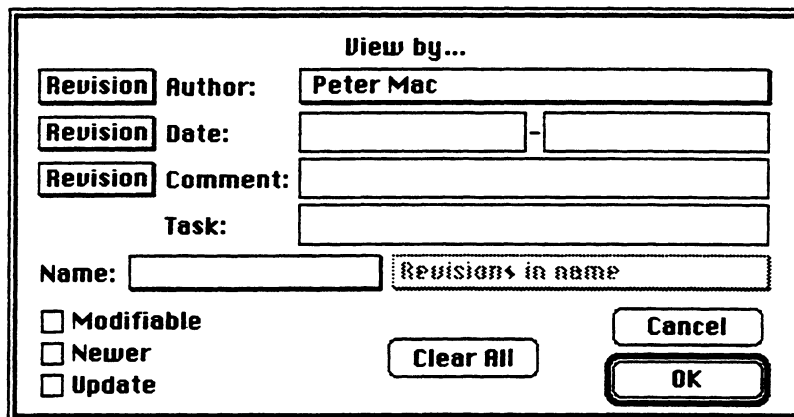 View by...
Revision Author: Peter Mac
Revision Date: -
Revision Comment:
Task:
Name: Revisions in name
Modifiable
Newer
Update
Clear All
Cancel
OK